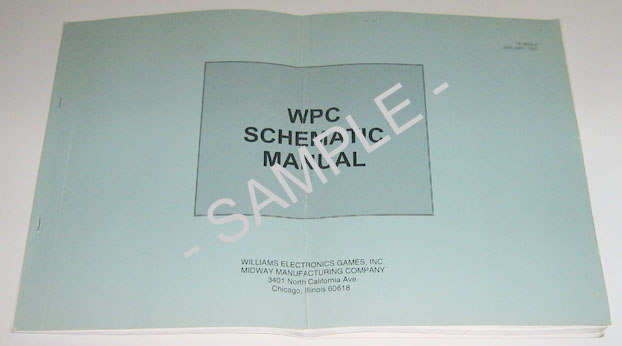 WPC
SCHEMATIC
MANUAL
- SAMPLE -
WILLIAMS ELECTRONICS GAMES, INC.
MIDWAY MANUFACTURING COMPANY
3401 North California Ave
Chicago, Illinois 60618